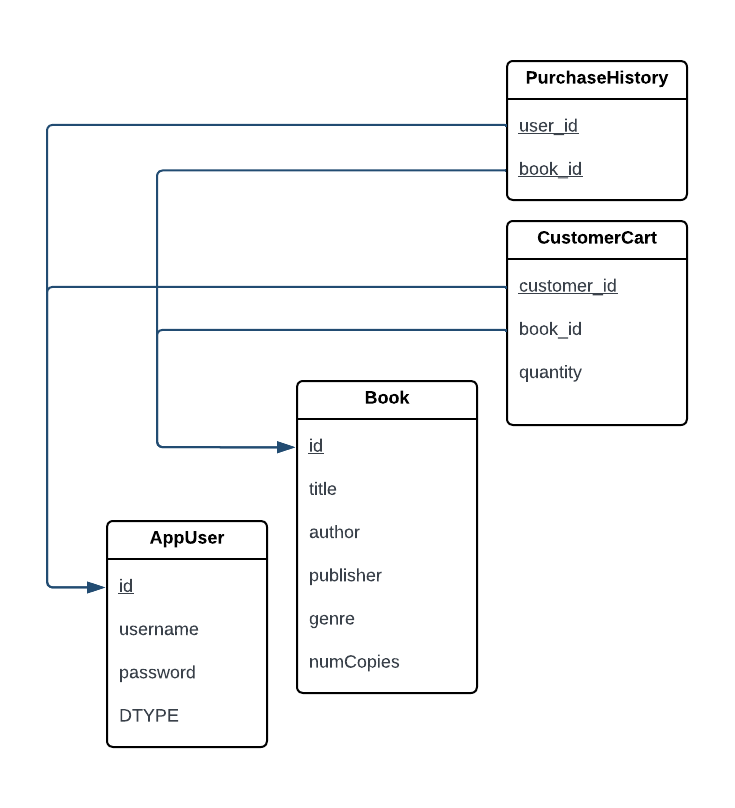 PurchaseHistory
user_id
book_id
CustomerCart
customer_id
book_id
quantity
Book
id
title
author
publisher
genre
numCopies
AppUser
id
username
password
DTYPE